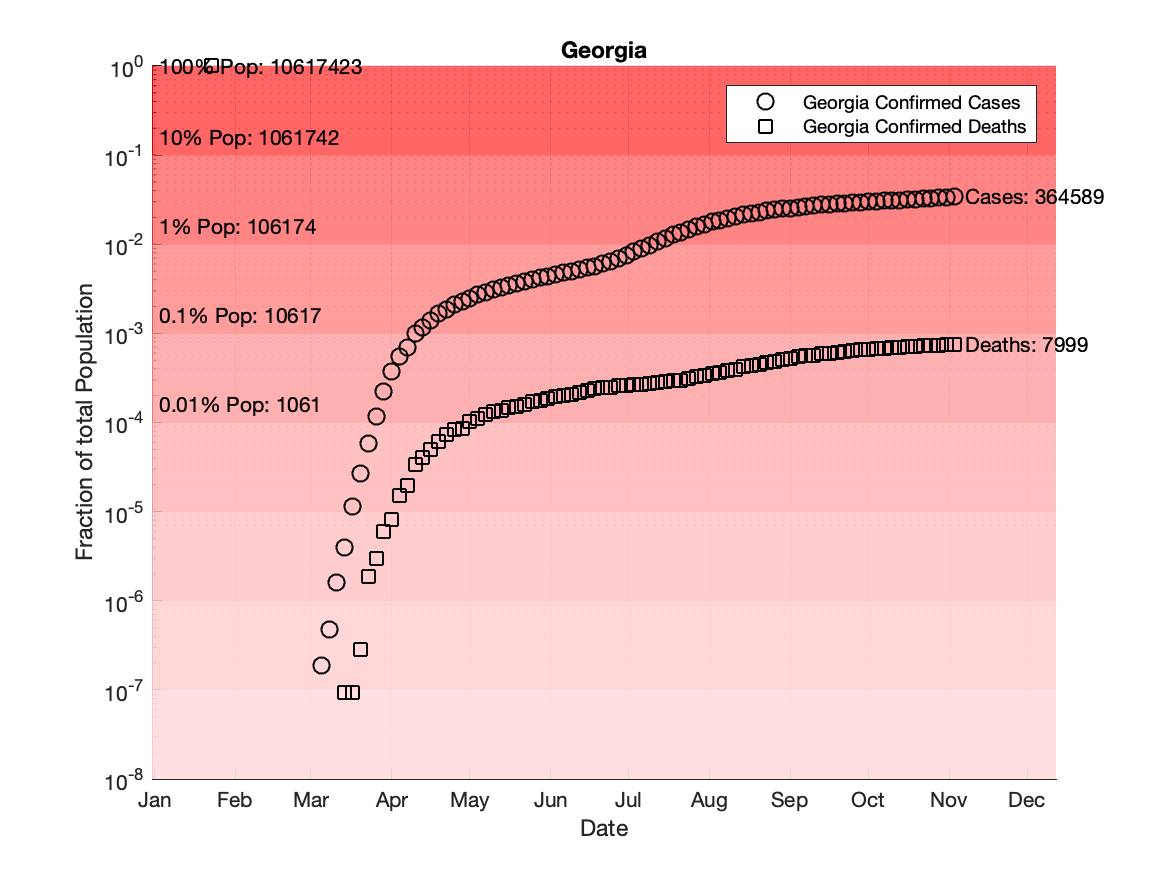 Georgia
10^0
100% Pop: 10617423
Georgia Confirmed Cases
Georgia Confirmed Deaths
10% Pop: 1061742
10^-1
Cases: 364589
1% Pop: 106174
10^-2
0.1% Pop: 10617
10^-3
Deaths: 7999
0.01% Pop: 1061
10^-4
10^-5
10^-6
10^-7
10^-8
Fraction of total Population
Jan Feb Mar Apr May Jun Jul Aug Sep Oct Nov Dec
Date